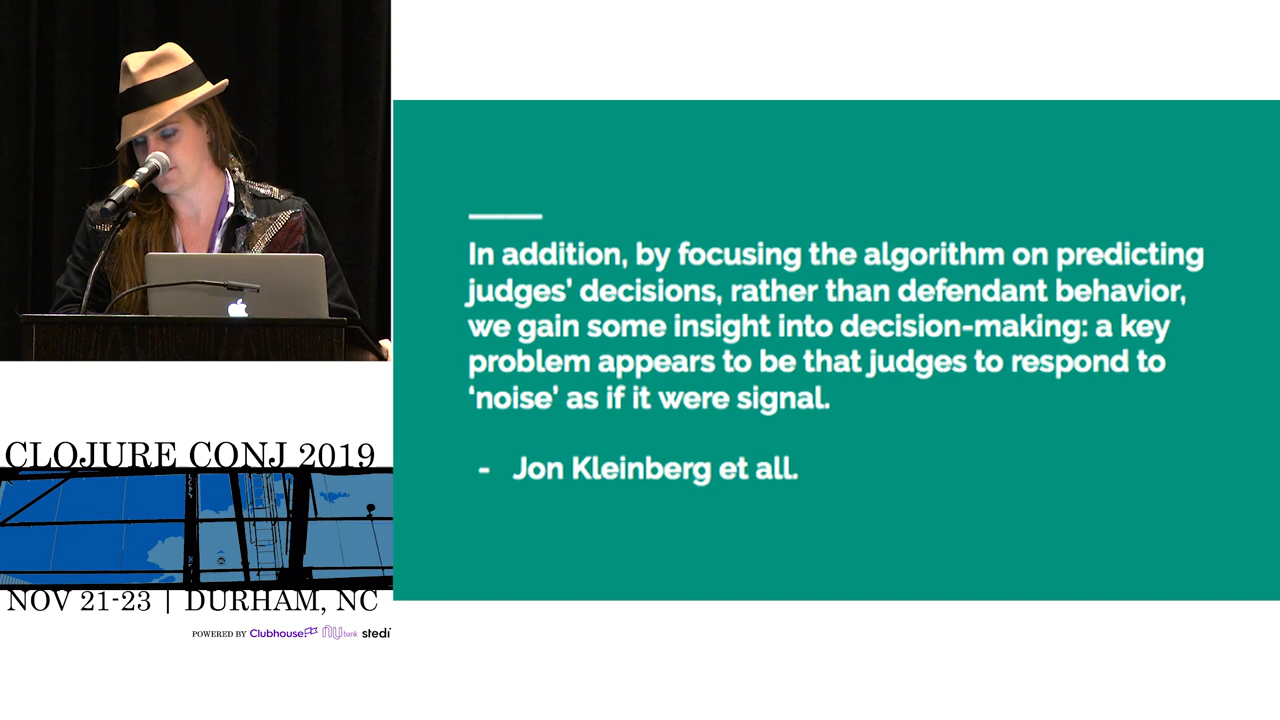 In addition, by focusing the algorithm on predicting
judges’ decisions, rather than defendant behavior,
we gain some insight into decision-making: a key
problem appears to be that judges to respond to
‘noise’ as if it were signal.
- Jon Kleinberg et all.
CLOJURE CONJ 2019
NOV 21-23 | DURHAM, NC
POWERED BY Clubhouse nu bank stedi